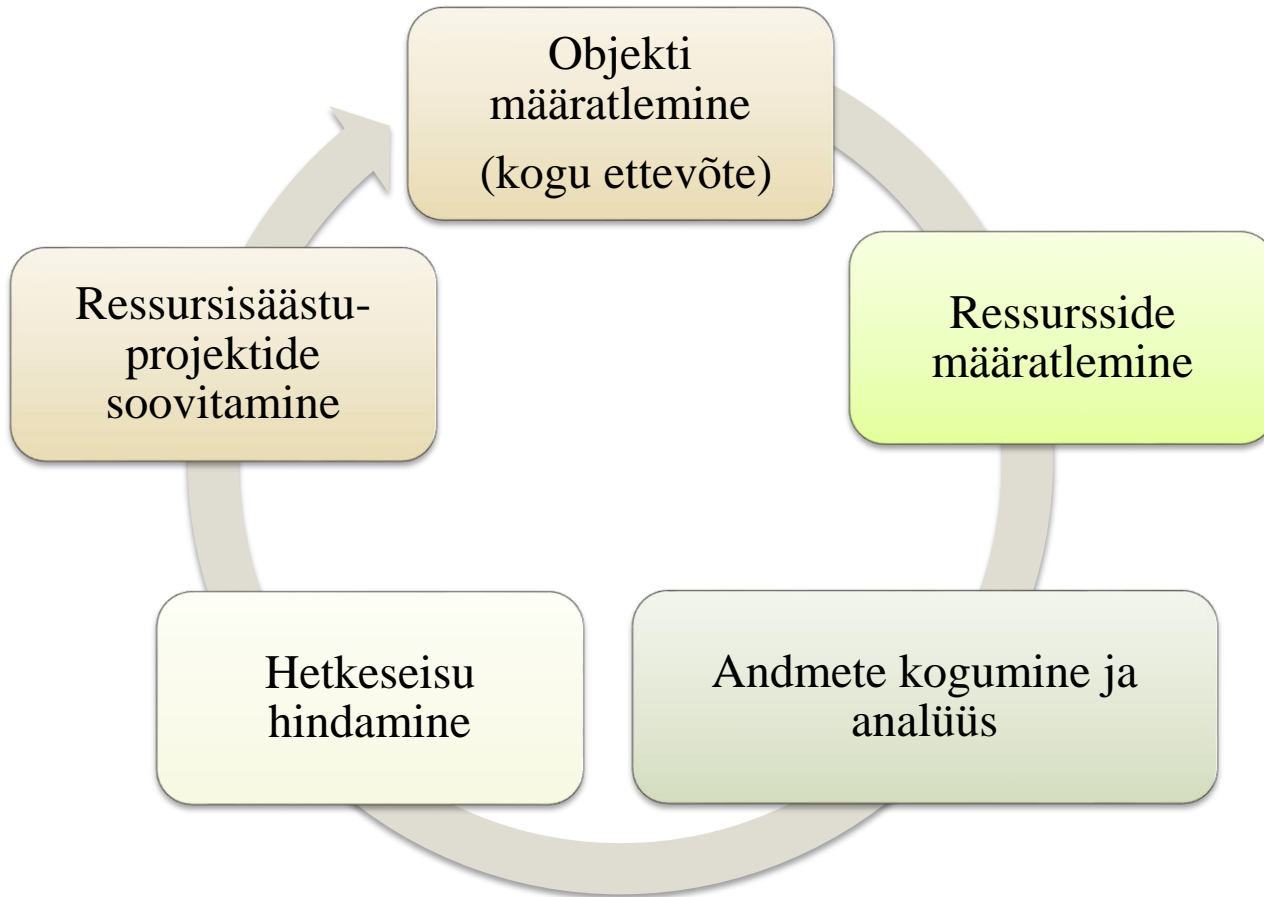 Objekti
määratlemine
(kogu ettevõte)
Ressursside
määratlemine
Andmete kogumine ja
analüüs
Hetkeseisu
hindamine
Ressursisäästu-
projektide
soovitamine